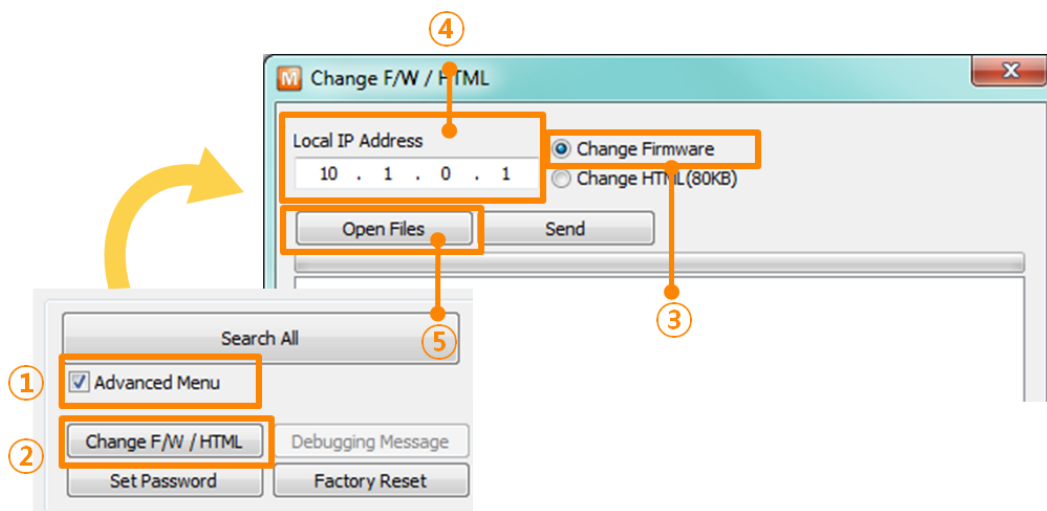 ④
M Change F/W / HTML
x
Local IP Address
10 . 1 . 0 . 1
Change Firmware
Change HTML(80KB)
Open Files
Send
③
⑤
Search All
①
Advanced Menu
②
Change F/W / HTML
Debugging Message
Set Password
Factory Reset